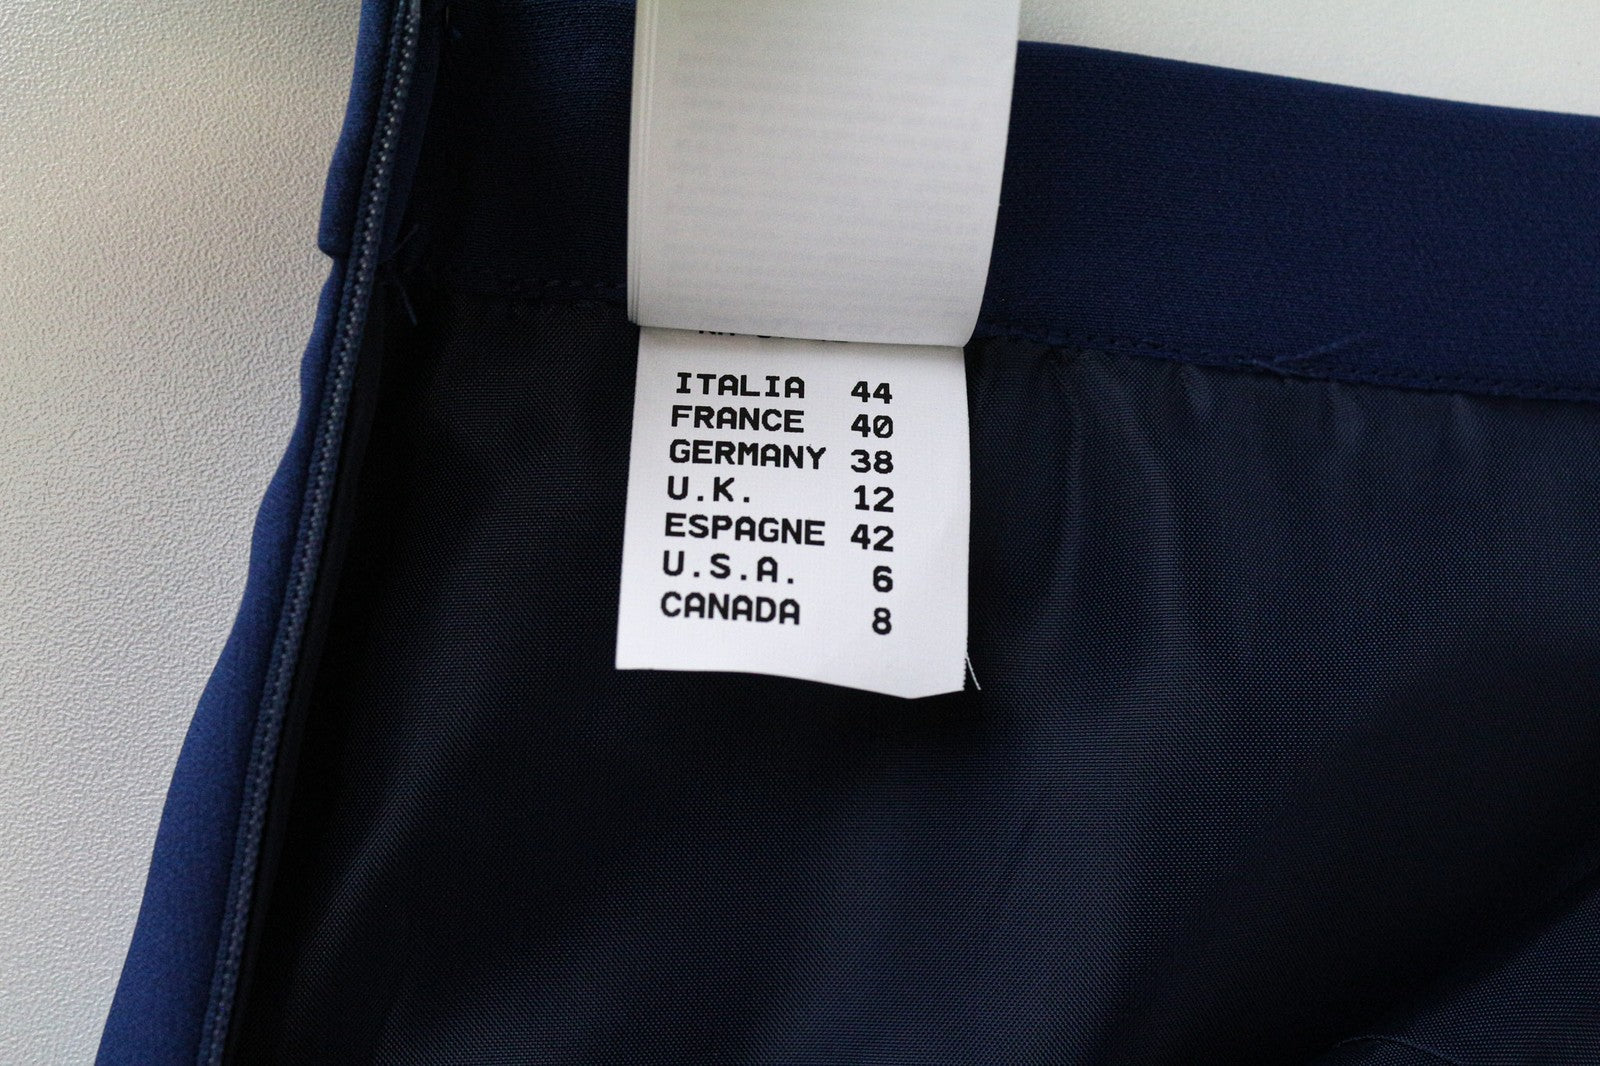 ITALIA 44
FRANCE 40
GERMANY 38
U.K. 12
ESPAGNE 42
U.S.A. 6
CANADA 8